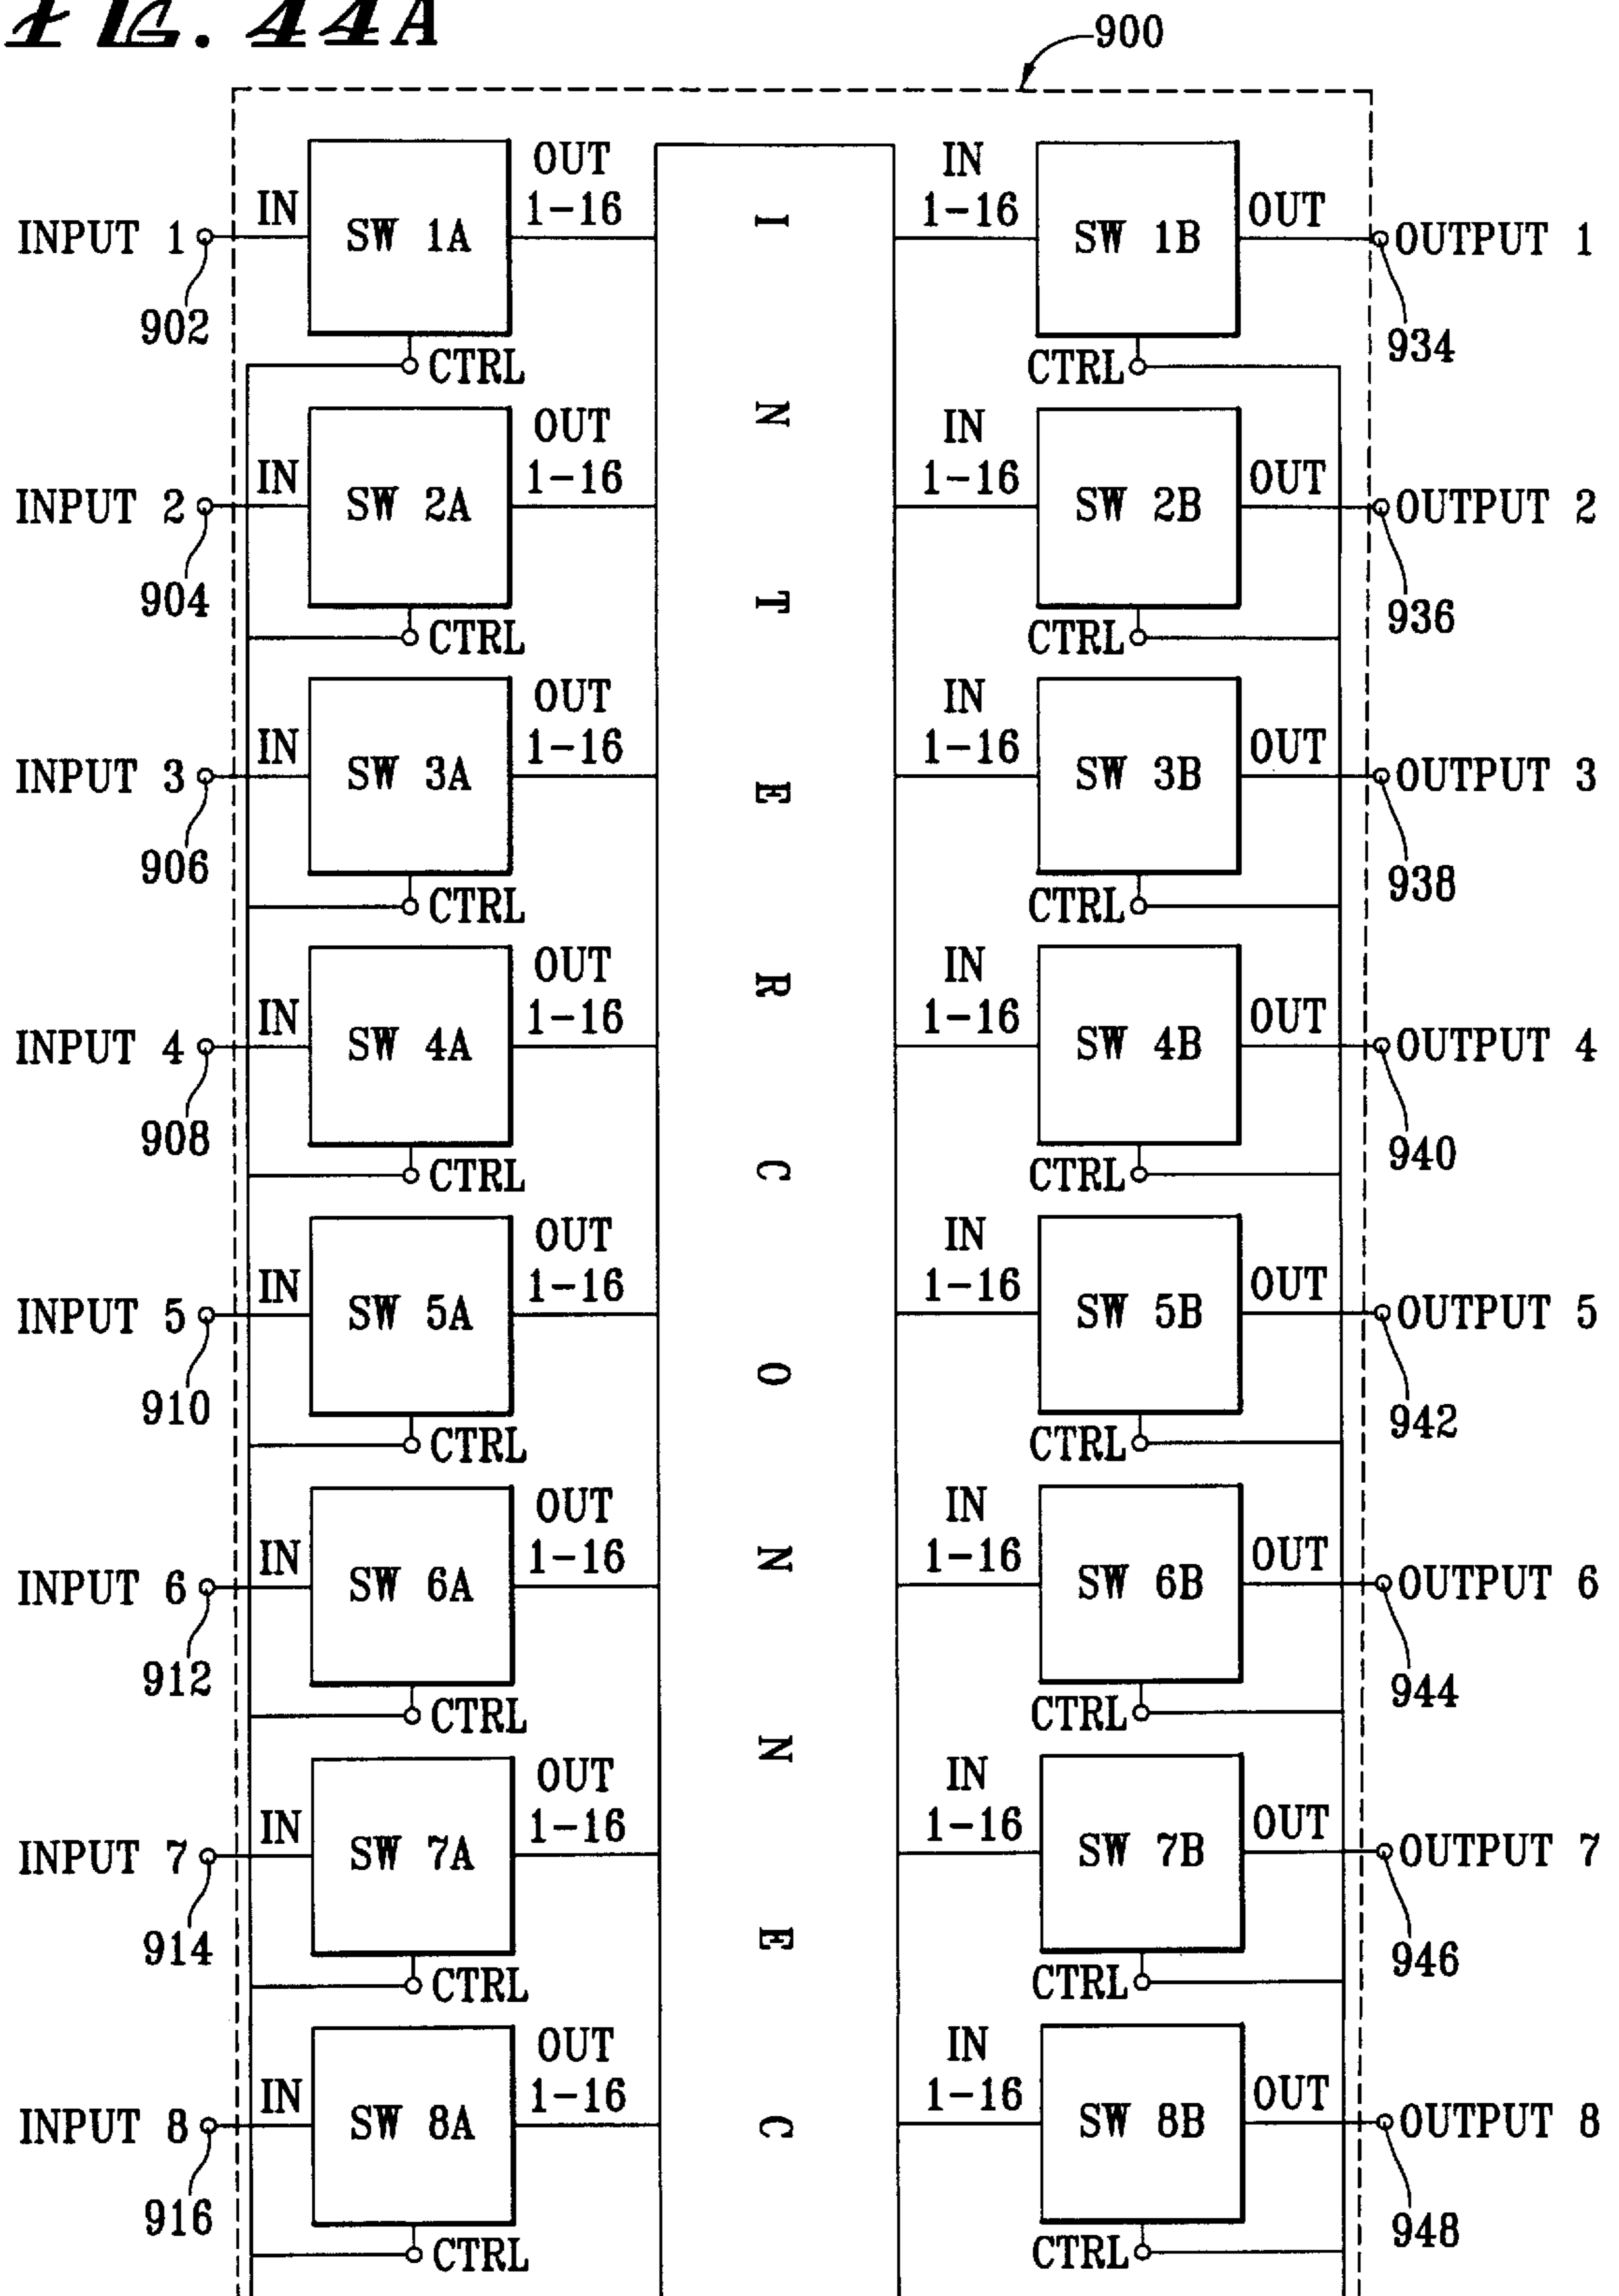 FIG. 44A
900
INPUT 1 IN SW 1A OUT 1-16 IN 1-16 SW 1B OUT OUTPUT 1
902 CTRL CTRL 934
INPUT 2 IN SW 2A OUT 1-16 IN 1-16 SW 2B OUT OUTPUT 2
904 CTRL CTRL 936
INPUT 3 IN SW 3A OUT 1-16 IN 1-16 SW 3B OUT OUTPUT 3
906 CTRL CTRL 938
INPUT 4 IN SW 4A OUT 1-16 IN 1-16 SW 4B OUT OUTPUT 4
908 CTRL CTRL 940
INPUT 5 IN SW 5A OUT 1-16 IN 1-16 SW 5B OUT OUTPUT 5
910 CTRL CTRL 942
INPUT 6 IN SW 6A OUT 1-16 IN 1-16 SW 6B OUT OUTPUT 6
912 CTRL CTRL 944
INPUT 7 IN SW 7A OUT 1-16 IN 1-16 SW 7B OUT OUTPUT 7
914 CTRL CTRL 946
INPUT 8 IN SW 8A OUT 1-16 IN 1-16 SW 8B OUT OUTPUT 8
916 CTRL CTRL 948
INTERCONNEC